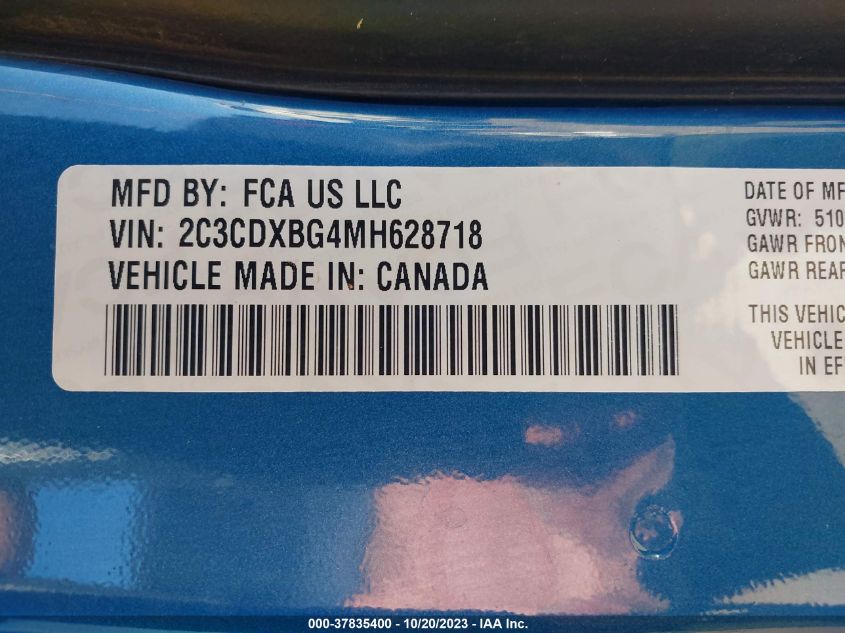 MFD BY: FCA US LLC
VIN: 2C3CDXBG4MH628718
VEHICLE MADE IN: CANADA
DATE OF MF
GVWR: 510
GAWR FRON
GAWR REAR
THIS VEHIC
VEHICLE
IN EF
000-37835400 - 10/20/2023 - IAA Inc.